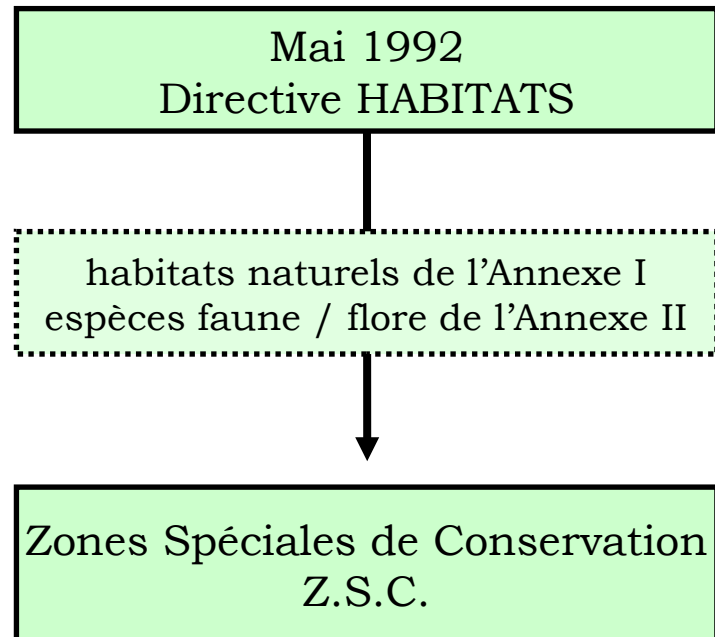 Mai 1992
Directive HABITATS
habitats naturels de l’Annexe I
espèces faune / flore de l’Annexe II
Zones Spéciales de Conservation
Z.S.C.